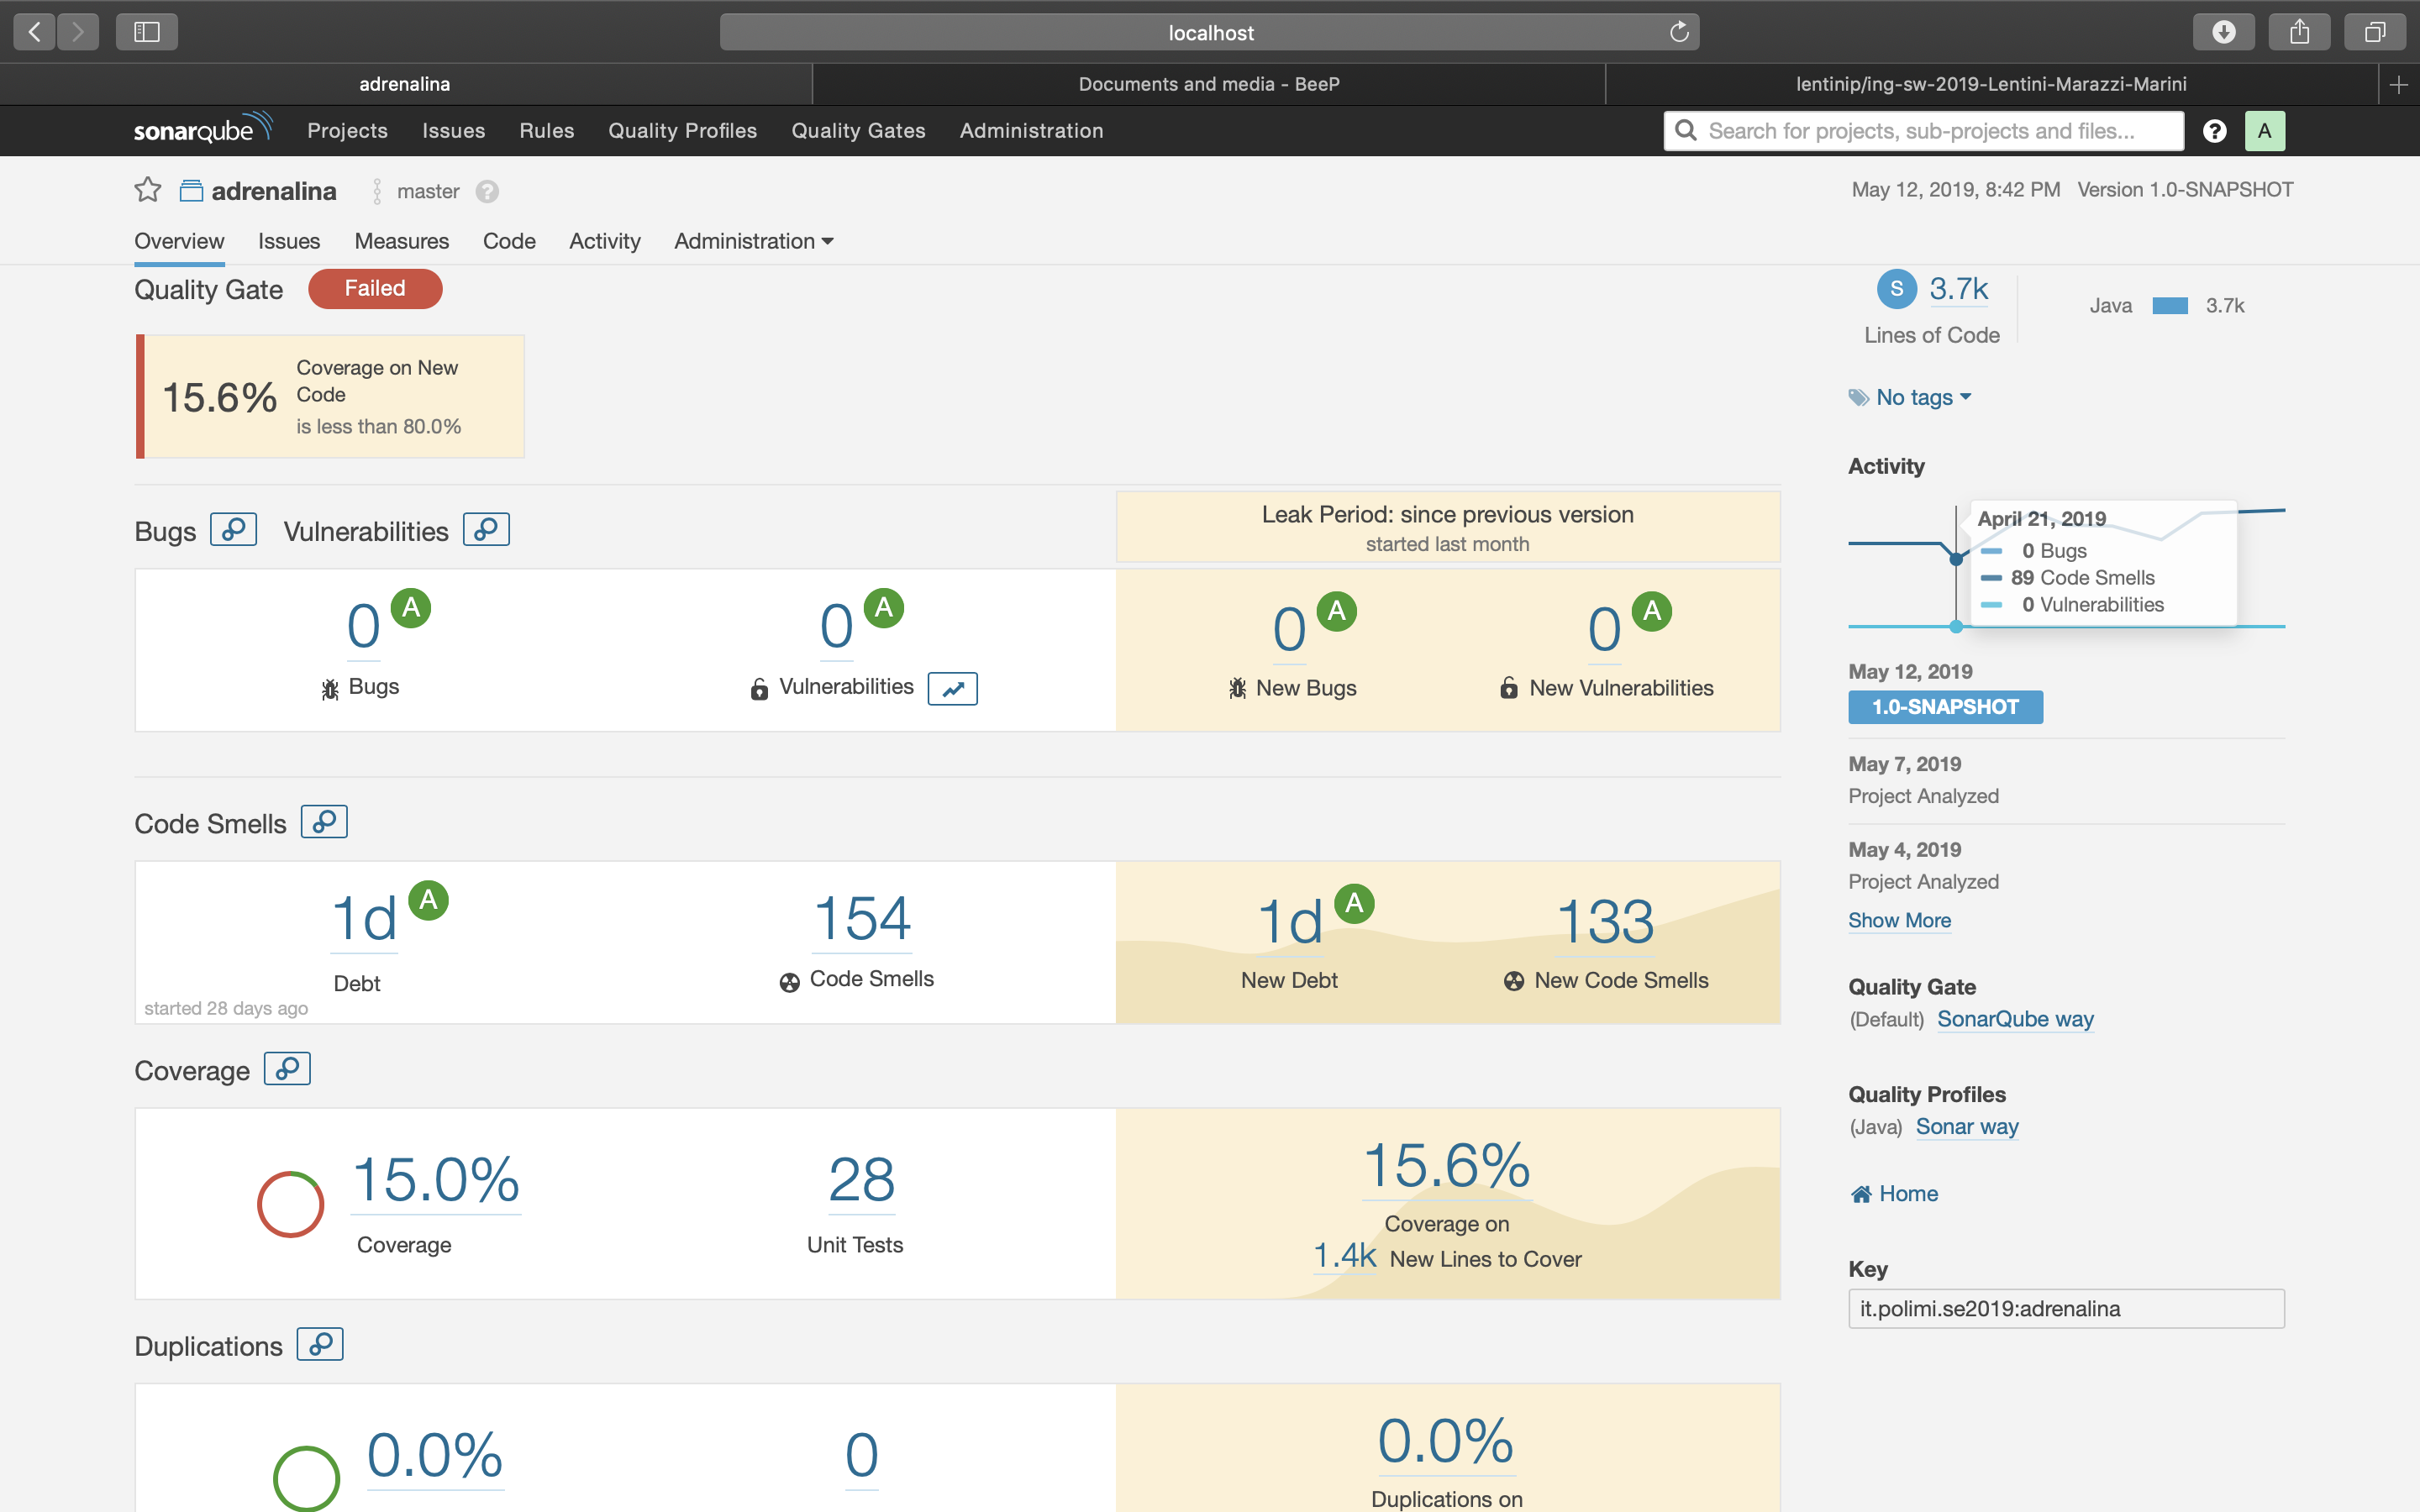 localhost
adrenalina
Documents and media - BeeP
lentinip/ing-sw-2019-Lentini-Marazzi-Marini
sonarqube
Projects
Issues
Rules
Quality Profiles
Quality Gates
Administration
Search for projects, sub-projects and files...
?
A
adrenalina
master
?
May 12, 2019, 8:42 PM Version 1.0-SNAPSHOT
Overview
Issues
Measures
Code
Activity
Administration
Quality Gate
Failed
15.6%
Coverage on New
Code
is less than 80.0%
Bugs
Vulnerabilities
Leak Period: since previous version
started last month
0 A
Bugs
0 A
Vulnerabilities
0 A
New Bugs
0 A
New Vulnerabilities
Code Smells
1d A
Debt
started 28 days ago
154
Code Smells
1d A
New Debt
133
New Code Smells
Coverage
15.0%
Coverage
28
Unit Tests
15.6%
Coverage on
1.4k New Lines to Cover
Duplications
0.0%
0
0.0%
Duplications on
S 3.7k
Lines of Code
Java 3.7k
No tags
Activity
April 21, 2019
0 Bugs
89 Code Smells
0 Vulnerabilities
May 12, 2019
1.0-SNAPSHOT
May 7, 2019
Project Analyzed
May 4, 2019
Project Analyzed
Show More
Quality Gate
(Default) SonarQube way
Quality Profiles
(Java) Sonar way
Home
Key
it.polimi.se2019:adrenalina